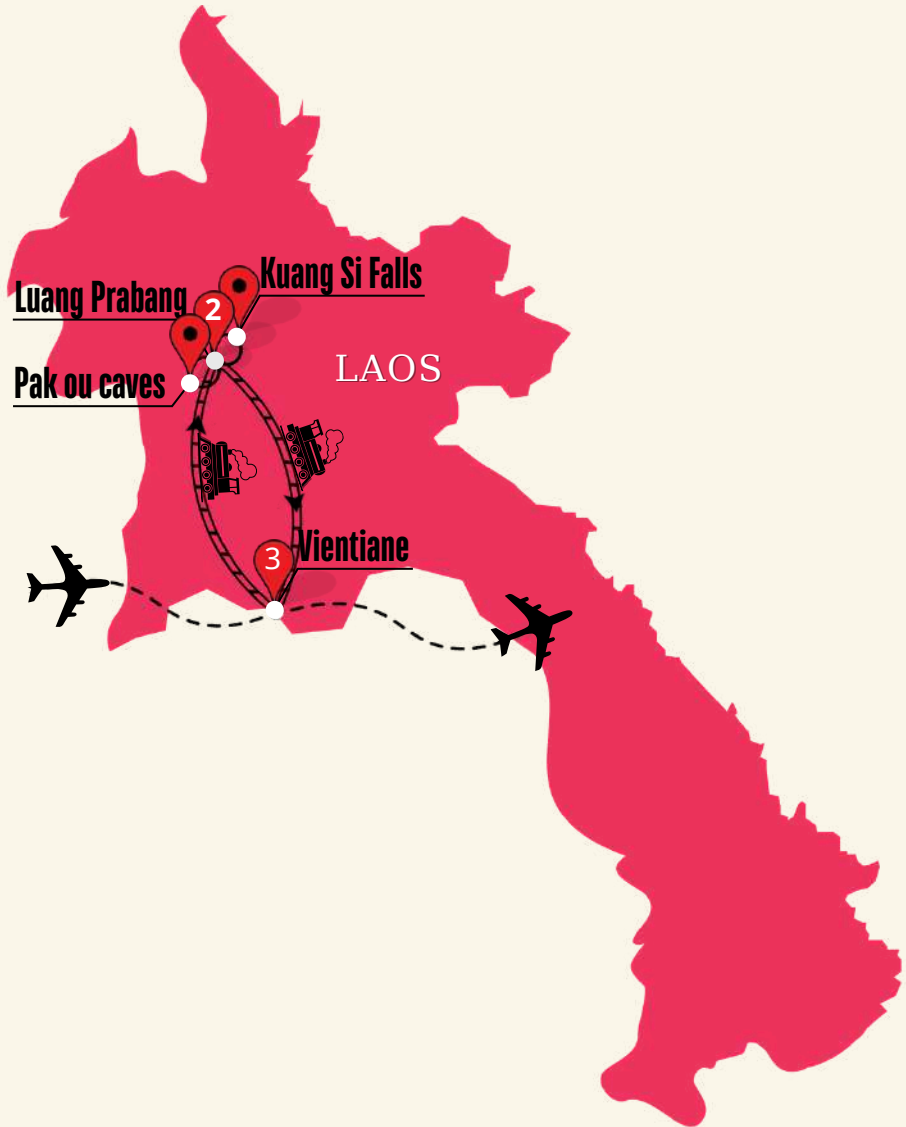 Kuang Si Falls
Luang Prabang
2
LAOS
Pak ou caves
Vientiane
3